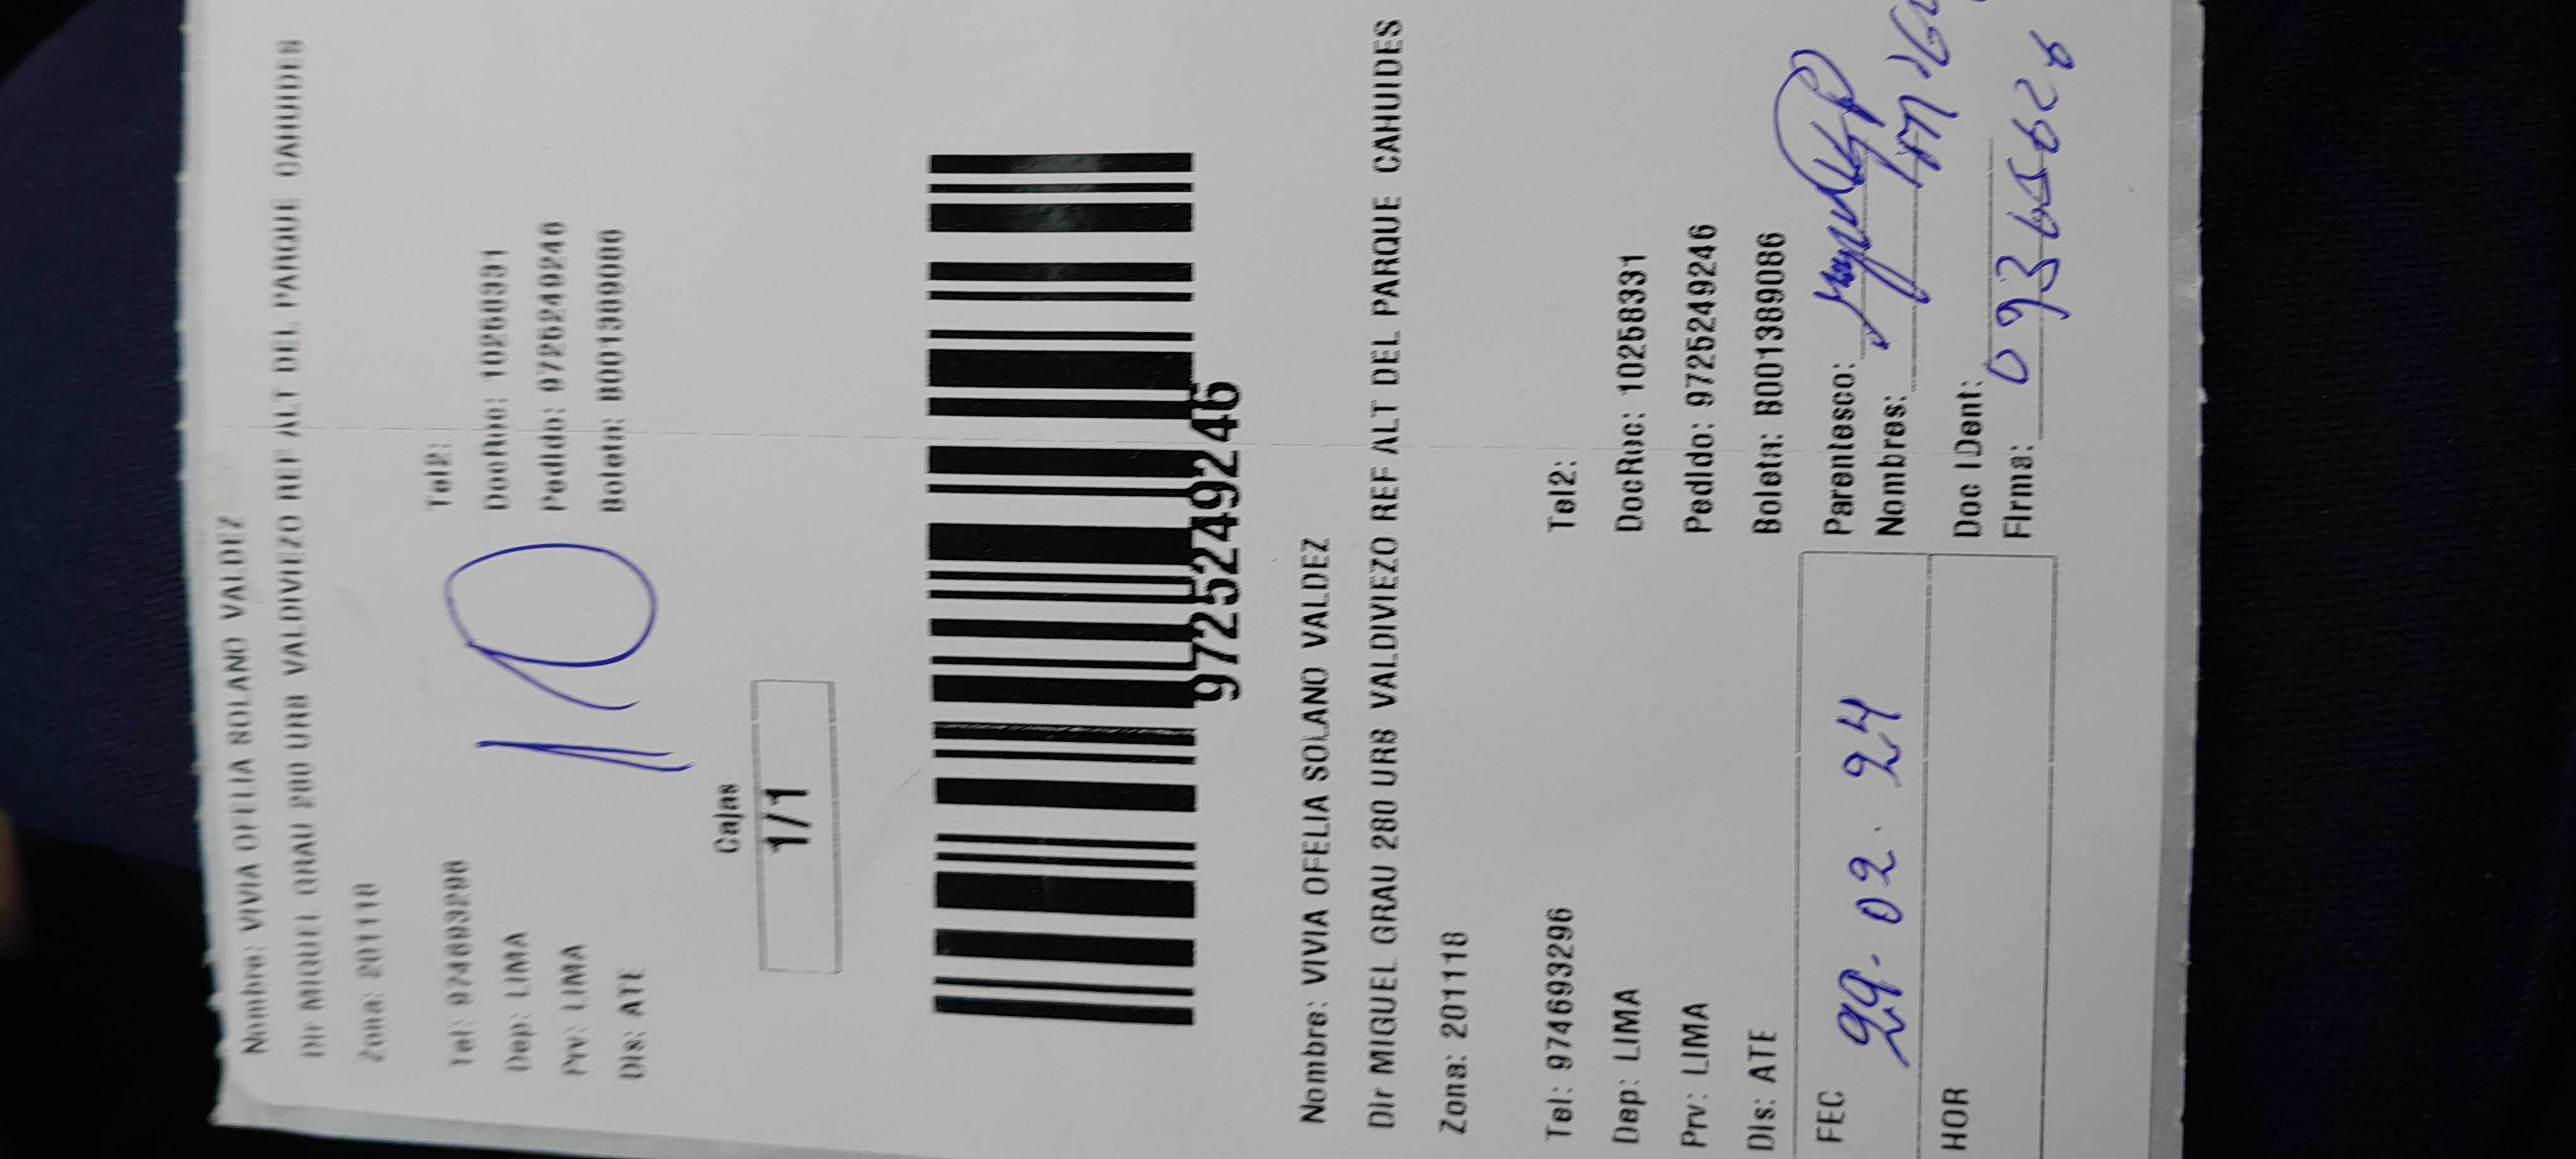 Nombre: VIVIA OFELIA SOLANO VALDEZ
Dir MIGUEL GRAU 280 URB VALDIVIEZO REF ALT DEL PARQUE CAHUIDES
Zona: 201118
Tel: 974693296 Tel2:
Dep: LIMA DocRuc: 10258331
Prv: LIMA Pedido: 9725249246
Dis: ATE Boleta: B001389086
110
Cajas
1/1
9725249246
Nombre: VIVIA OFELIA SOLANO VALDEZ
Dir MIGUEL GRAU 280 URB VALDIVIEZO REF ALT DEL PARQUE CAHUIDES
Zona: 201118
Tel: 974693296 Tel2:
Dep: LIMA DocRuc: 10258331
Prv: LIMA Pedido: 9725249246
Dis: ATE Boleta: B001389086
FEC 29.02.24 Parentesco:
Nombres:
HOR Doc IDent:
Firma: